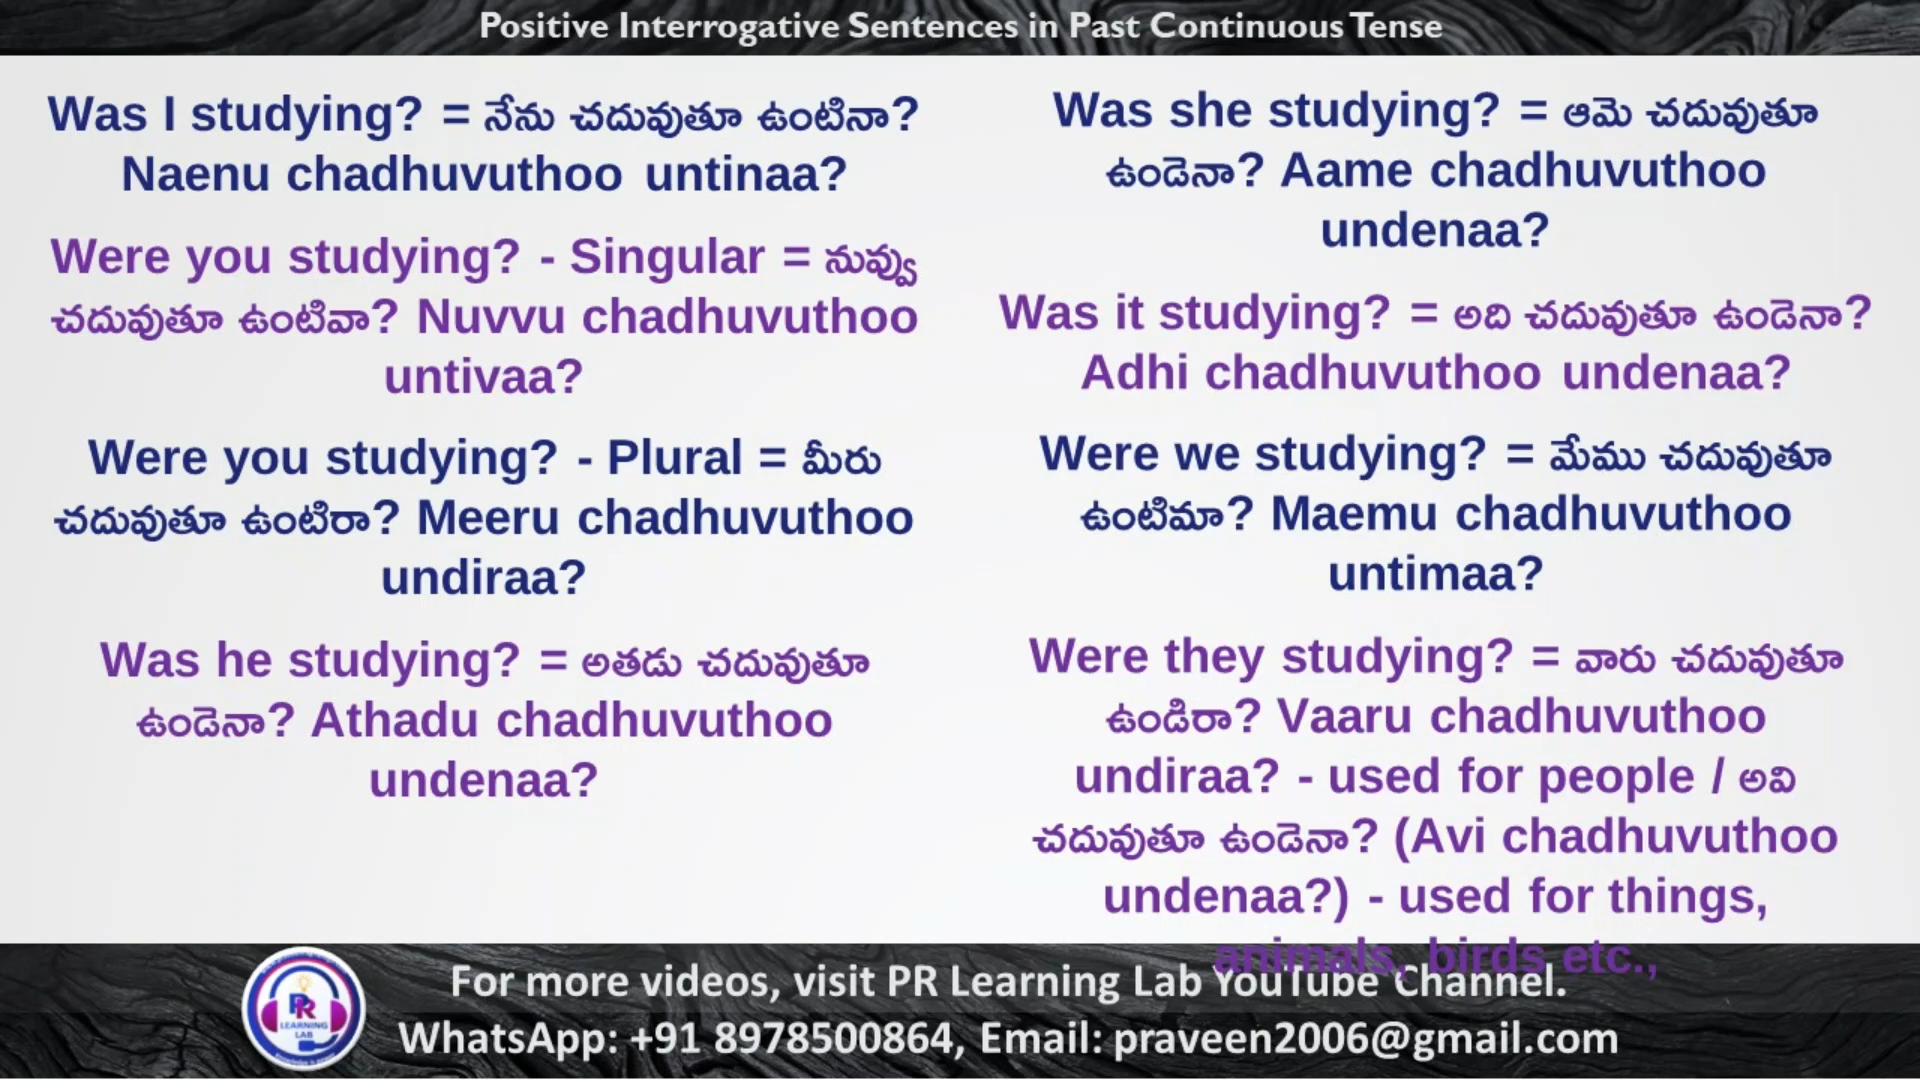 Positive Interrogative Sentences in Past Continuous Tense
Was I studying? = నేను చదువుతూ ఉంటినా?
Naenu chadhuvuthoo untinaa?
Were you studying? - Singular = నువ్వు
చదువుతూ ఉంటివా? Nuvvu chadhuvuthoo
untivaa?
Were you studying? - Plural = మీరు
చదువుతూ ఉంటిరా? Meeru chadhuvuthoo
undiraa?
Was he studying? = అతడు చదువుతూ
ఉండెనా? Athadu chadhuvuthoo
undenaa?
Was she studying? = ఆమె చదువుతూ
ఉండెనా? Aame chadhuvuthoo
undenaa?
Was it studying? = అది చదువుతూ ఉండెనా?
Adhi chadhuvuthoo undenaa?
Were we studying? = మేము చదువుతూ
ఉంటిమా? Maemu chadhuvuthoo
untimaa?
Were they studying? = వారు చదువుతూ
ఉండిరా? Vaaru chadhuvuthoo
undiraa? - used for people / అవి
చదువుతూ ఉండెనా? (Avi chadhuvuthoo
undenaa?) - used for things,
animals, birds etc.,
PR
LEARNING
LAB
For more videos, visit PR Learning Lab YouTube Channel.
WhatsApp: +91 8978500864, Email: praveen2006@gmail.com